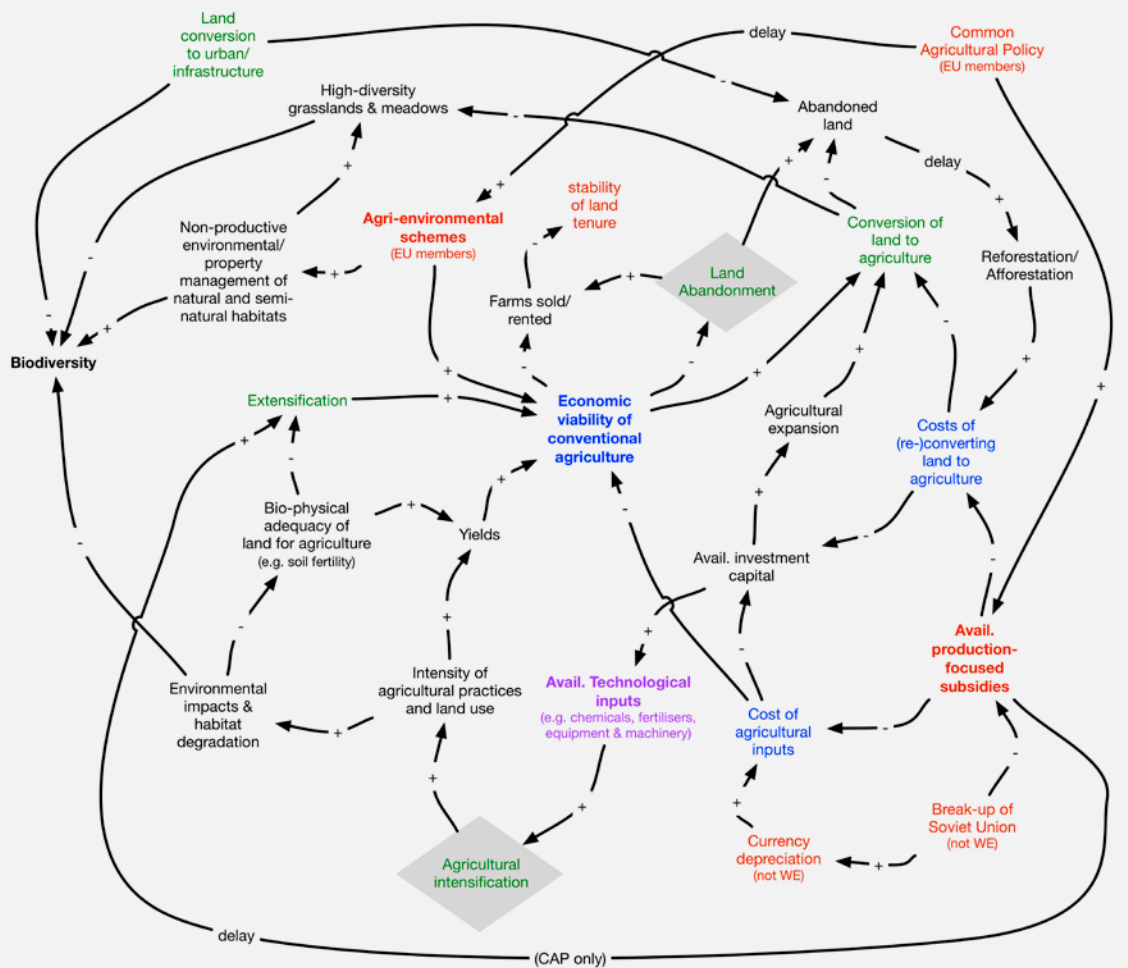 Land
conversion
to urban/
infrastructure
delay
Common
Agricultural Policy
(EU members)
-
High-diversity
grasslands & meadows
-
Abandoned
land
delay
+
+
-
+
-
+
stability
of land
tenure
Agri-environmental
schemes
(EU members)
Non-productive
environmental/
property
management of
natural and semi-
natural habitats
Conversion of
land to
agriculture
Reforestation/
Afforestation
-
-
+
+
Land
Abandonment
Farms sold/
rented
-
+
-
+
Biodiversity
+
-
-
+
+
+
Extensification
+
Economic
viability of
conventional
agriculture
Agricultural
expansion
Costs of
(re-)converting
land to
agriculture
+
-
+
+
Bio-physical
adequacy of
land for agriculture
(e.g. soil fertility)
+
Yields
-
-
-
Avail. investment
capital
-
-
+
+
-
Avail.
production-
focused
subsidies
Environmental
impacts &
habitat
degradation
Intensity of
agricultural practices
and land use
Avail. Technological
inputs
(e.g. chemicals, fertilisers,
equipment & machinery)
Cost of
agricultural
inputs
-
+
-
+
+
+
Break-up of
Soviet Union
(not WE)
Currency
depreciation
(not WE)
+
Agricultural
intensification
delay
(CAP only)